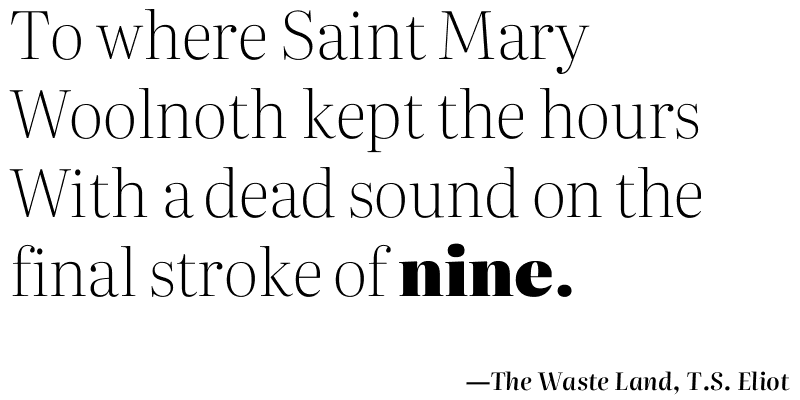 To where Saint Mary
Woolnoth kept the hours
With a dead sound on the
final stroke of nine.
—The Waste Land, T.S. Eliot